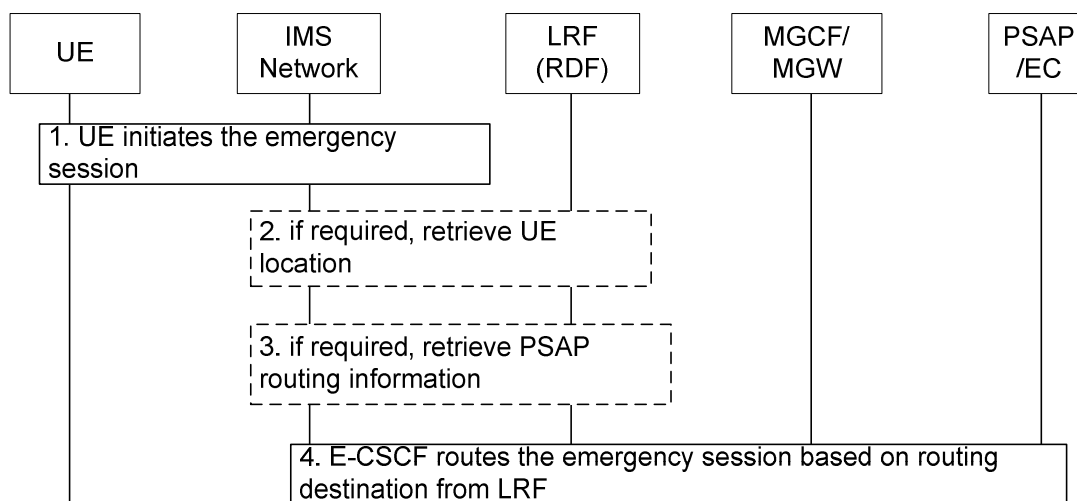 UE
IMS
Network
LRF
(RDF)
MGCF/
MGW
PSAP
/EC
1. UE initiates the emergency
session
2. if required, retrieve UE
location
3. if required, retrieve PSAP
routing information
4. E-CSCF routes the emergency session based on routing
destination from LRF